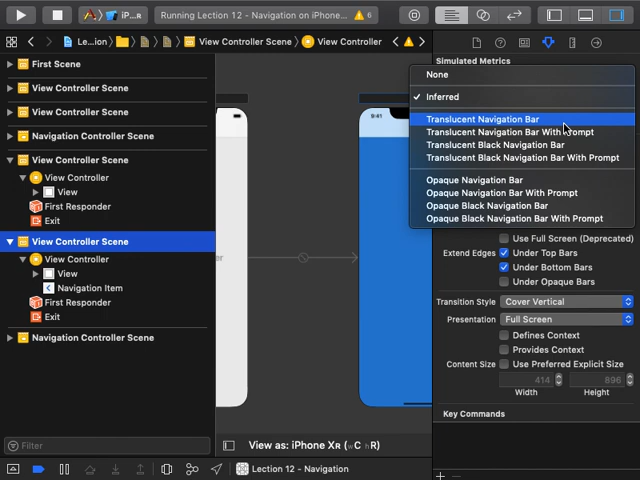 iP...
Running Lection 12 - Navigation on iPhone...
6
Le...ion
View Controller Scene
View Controller
First Scene
View Controller Scene
View Controller Scene
Navigation Controller Scene
View Controller Scene
View Controller
View
First Responder
Exit
View Controller Scene
View Controller
View
Navigation Item
First Responder
Exit
Navigation Controller Scene
Filter
9:41
View as: iPhone XR (wC hR)
Lection 12 - Navigation
Simulated Metrics
None
Inferred
Translucent Navigation Bar
Translucent Navigation Bar With Prompt
Translucent Black Navigation Bar
Translucent Black Navigation Bar With Prompt
Opaque Navigation Bar
Opaque Navigation Bar With Prompt
Opaque Black Navigation Bar
Opaque Black Navigation Bar With Prompt
Use Full Screen (Deprecated)
Extend Edges
Under Top Bars
Under Bottom Bars
Under Opaque Bars
Transition Style
Cover Vertical
Presentation
Full Screen
Defines Context
Provides Context
Content Size
Use Preferred Explicit Size
414
896
Width
Height
Key Commands